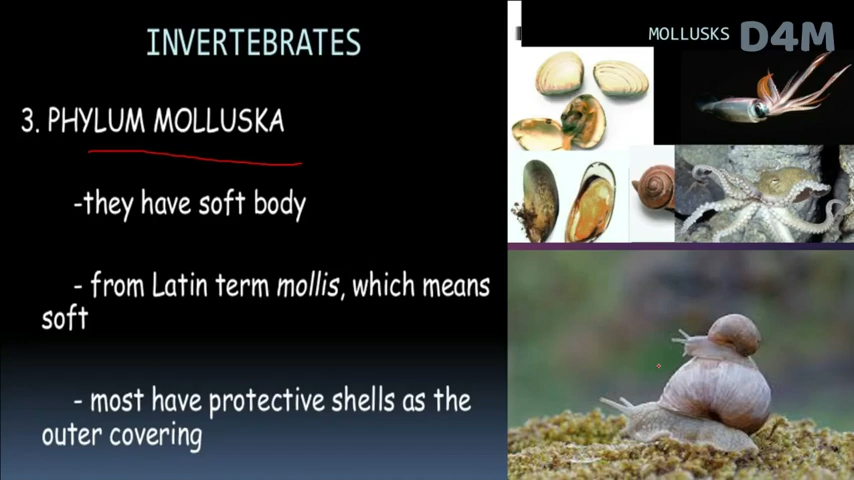 INVERTEBRATES
3. PHYLUM MOLLUSKA
-they have soft body
- from Latin term mollis, which means
soft
- most have protective shells as the
outer covering
MOLLUSKS
D4M